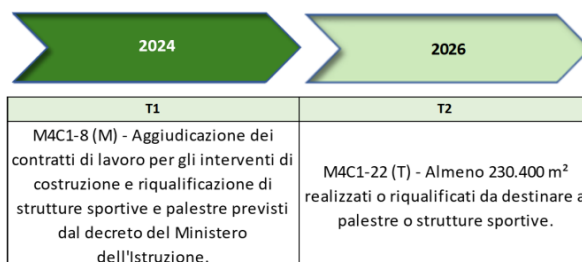 2024
2026
T1
T2
M4C1-8 (M) - Aggiudicazione dei
contratti di lavoro per gli interventi di
costruzione e riqualificazione di
strutture sportive e palestre previsti
dal decreto del Ministero
dell'Istruzione.
M4C1-22 (T) - Almeno 230.400 m²
realizzati o riqualificati da destinare a
palestre o strutture sportive.